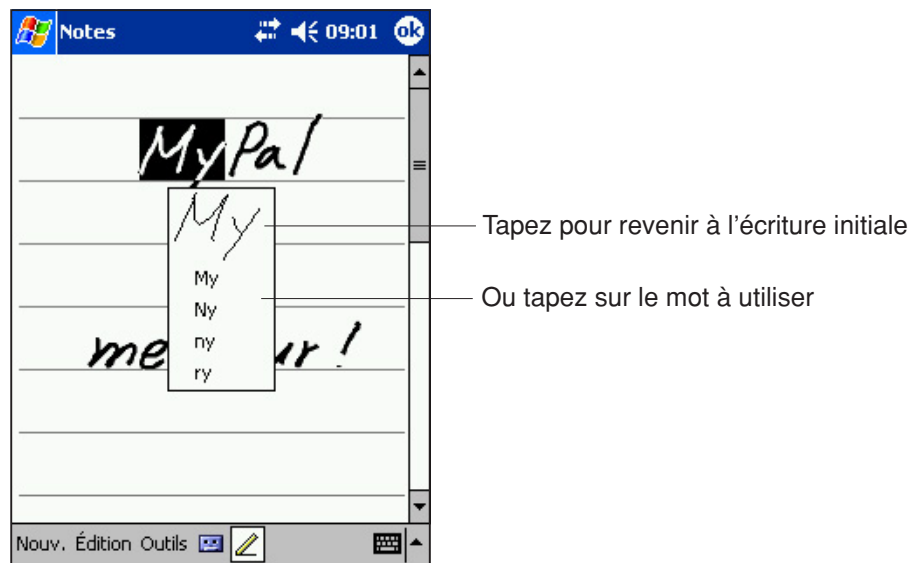 Notes 09:01 ok
MyPal
My
Tapez pour revenir à l'écriture initiale
My
Ou tapez sur le mot à utiliser
Ny
ny
ry
me ur !
Nouv. Édition Outils